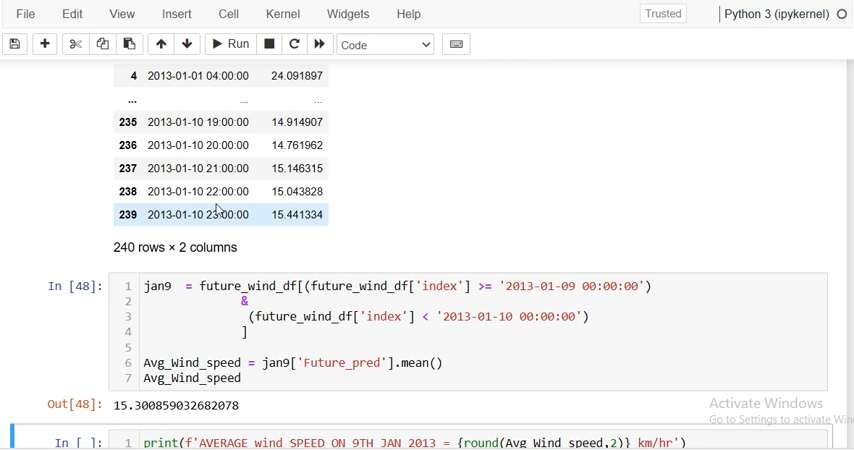 File Edit View Insert Cell Kernel Widgets Help Trusted Python 3 (ipykernel)
Run Code
4 2013-01-01 04:00:00 24.091897
... ... ...
235 2013-01-10 19:00:00 14.914907
236 2013-01-10 20:00:00 14.761962
237 2013-01-10 21:00:00 15.146315
238 2013-01-10 22:00:00 15.043828
239 2013-01-10 23:00:00 15.441334
240 rows × 2 columns
In [48]: 1 jan9 = future_wind_df[(future_wind_df['index'] >= '2013-01-09 00:00:00')
2 &
3 (future_wind_df['index'] < '2013-01-10 00:00:00')
4 ]
5
6 Avg_Wind_speed = jan9['Future_pred'].mean()
7 Avg_Wind_speed
Out[48]: 15.300859032682078
Activate Windows
Go to Settings to activate Win
In [ ]: 1 print(f'AVERAGE wind SPEED ON 9TH JAN 2013 = {round(Avg_Wind_speed,2)} km/hr')